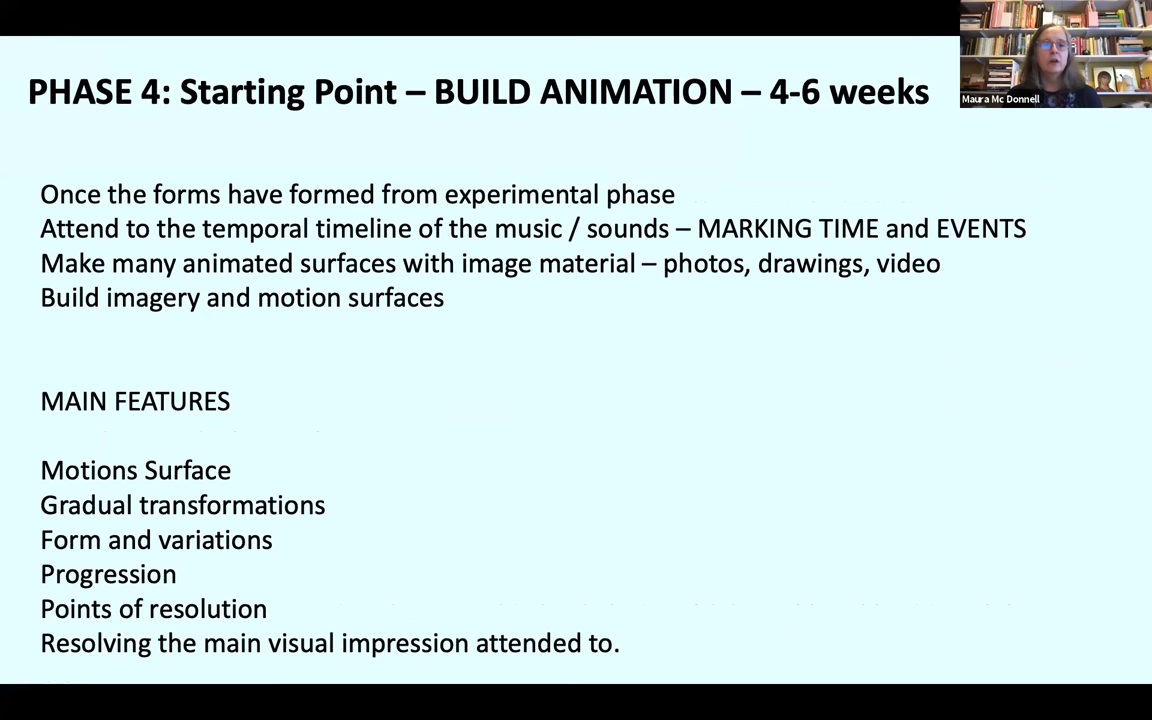 PHASE 4: Starting Point – BUILD ANIMATION – 4-6 weeks
Maura Mc Donnell
Once the forms have formed from experimental phase
Attend to the temporal timeline of the music / sounds – MARKING TIME and EVENTS
Make many animated surfaces with image material – photos, drawings, video
Build imagery and motion surfaces
MAIN FEATURES
Motions Surface
Gradual transformations
Form and variations
Progression
Points of resolution
Resolving the main visual impression attended to.